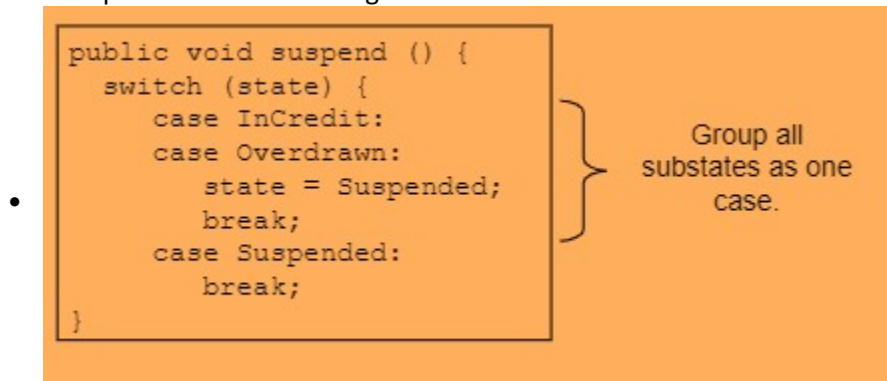 public void suspend () {
switch (state) {
case InCredit:
case Overdrawn:
state = Suspended;
break;
case Suspended:
break;
}
Group all
substates as one
case.